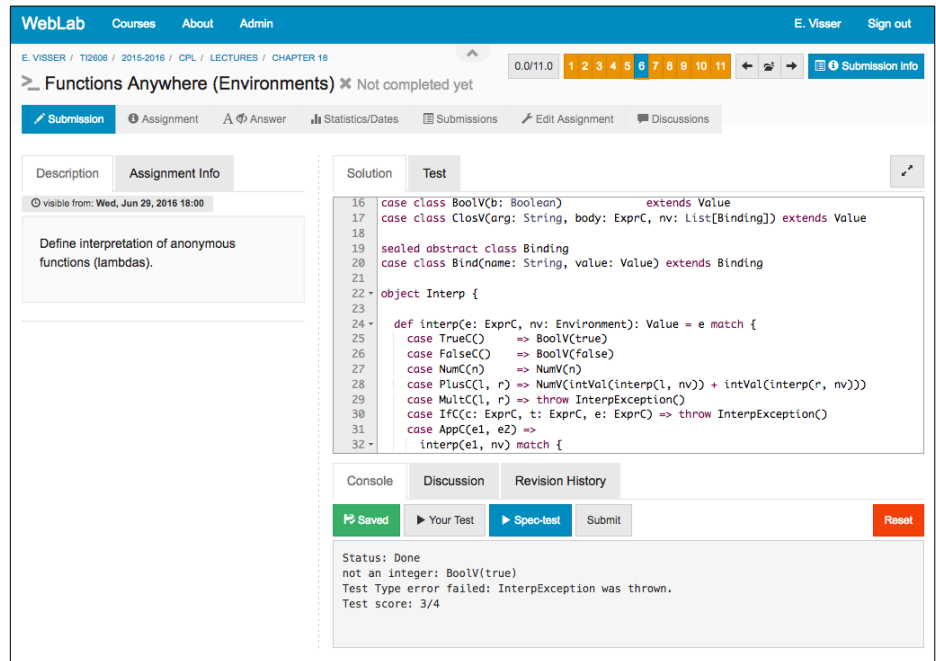 WebLab Courses About Admin E. Visser Sign out
E. VISSER / TI2606 / 2015-2016 / CPL / LECTURES / CHAPTER 18
0.0/11.0 1 2 3 4 5 6 7 8 9 10 11 Submission Info
Functions Anywhere (Environments) Not completed yet
Submission Assignment Answer Statistics/Dates Submissions Edit Assignment Discussions
Description Assignment Info
visible from: Wed, Jun 29, 2016 18:00
Define interpretation of anonymous
functions (lambdas).
Solution Test
16 case class BoolV(b: Boolean) extends Value
17 case class ClosV(arg: String, body: ExprC, nv: List[Binding]) extends Value
18
19 sealed abstract class Binding
20 case class Bind(name: String, value: Value) extends Binding
21
22 object Interp {
23
24 def interp(e: ExprC, nv: Environment): Value = e match {
25 case TrueC() => BoolV(true)
26 case FalseC() => BoolV(false)
27 case NumC(n) => NumV(n)
28 case PlusC(l, r) => NumV(intVal(interp(l, nv)) + intVal(interp(r, nv)))
29 case MultC(l, r) => throw InterpException()
30 case IfC(c: ExprC, t: ExprC, e: ExprC) => throw InterpException()
31 case AppC(e1, e2) =>
32 interp(e1, nv) match {
Console Discussion Revision History
Saved Your Test Spec-test Submit Reset
Status: Done
not an integer: BoolV(true)
Test Type error failed: InterpException was thrown.
Test score: 3/4